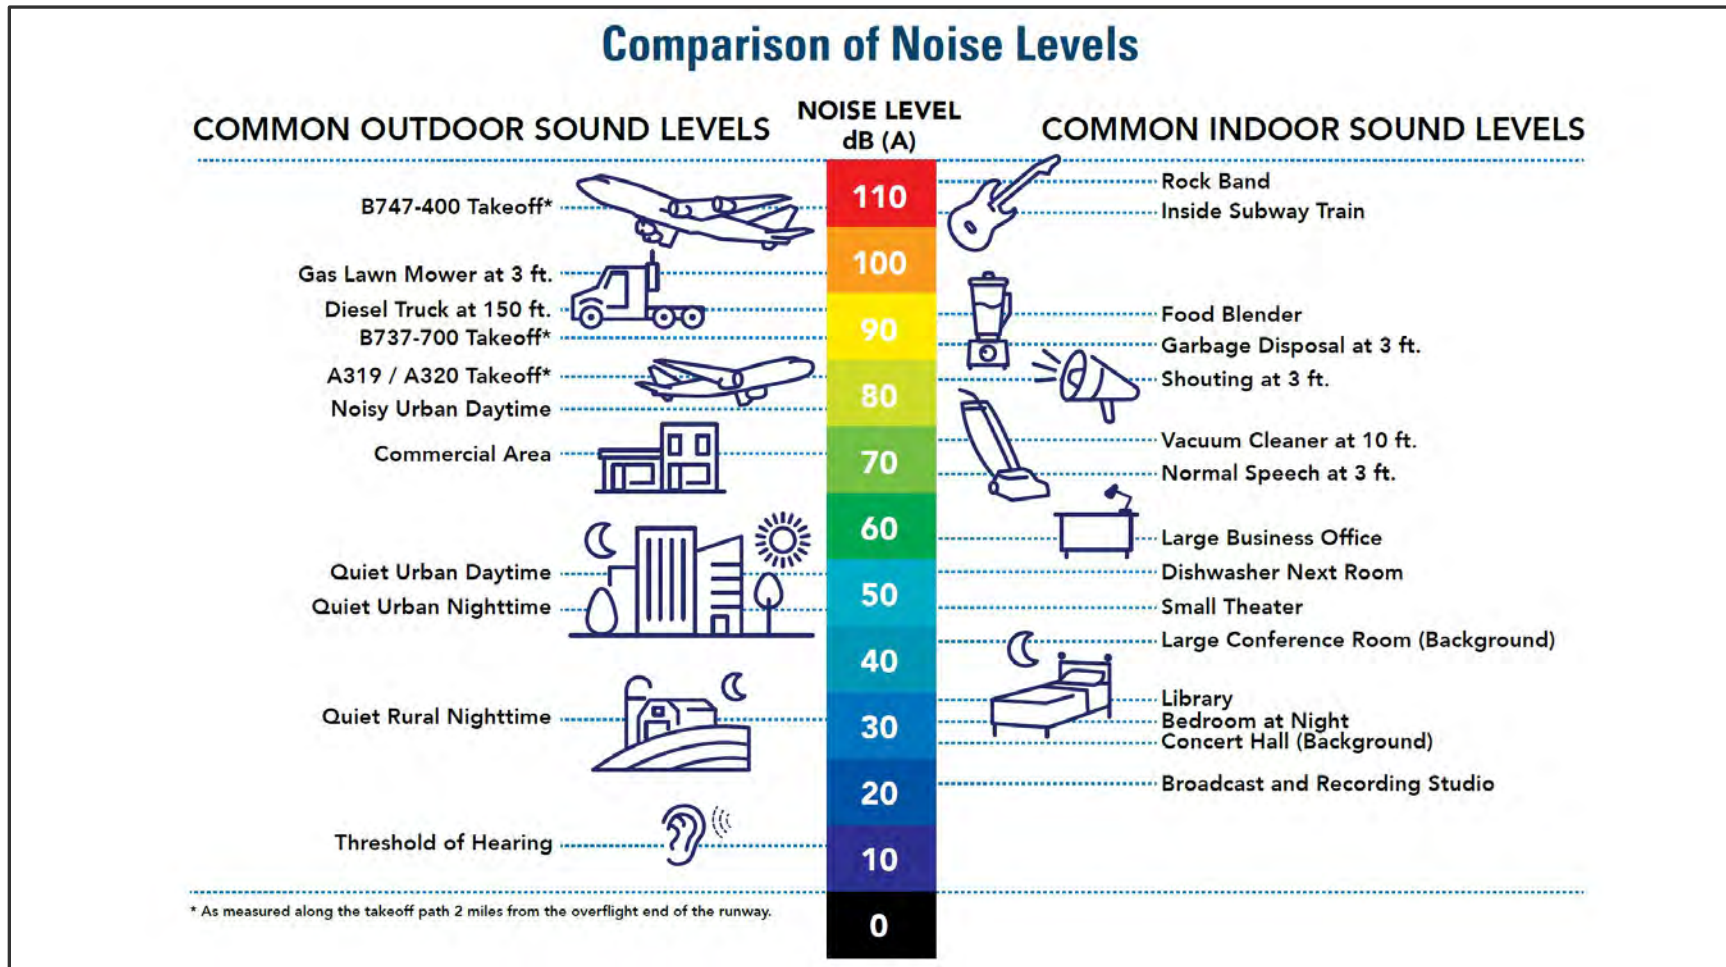 Comparison of Noise Levels
COMMON OUTDOOR SOUND LEVELS
NOISE LEVEL
dB (A)
COMMON INDOOR SOUND LEVELS
B747-400 Takeoff*
Gas Lawn Mower at 3 ft.
Diesel Truck at 150 ft.
B737-700 Takeoff*
A319 / A320 Takeoff*
Noisy Urban Daytime
Commercial Area
Quiet Urban Daytime
Quiet Urban Nighttime
Quiet Rural Nighttime
Threshold of Hearing
110
100
90
80
70
60
50
40
30
20
10
0
Rock Band
Inside Subway Train
Food Blender
Garbage Disposal at 3 ft.
Shouting at 3 ft.
Vacuum Cleaner at 10 ft.
Normal Speech at 3 ft.
Large Business Office
Dishwasher Next Room
Small Theater
Large Conference Room (Background)
Library
Bedroom at Night
Concert Hall (Background)
Broadcast and Recording Studio
* As measured along the takeoff path 2 miles from the overflight end of the runway.